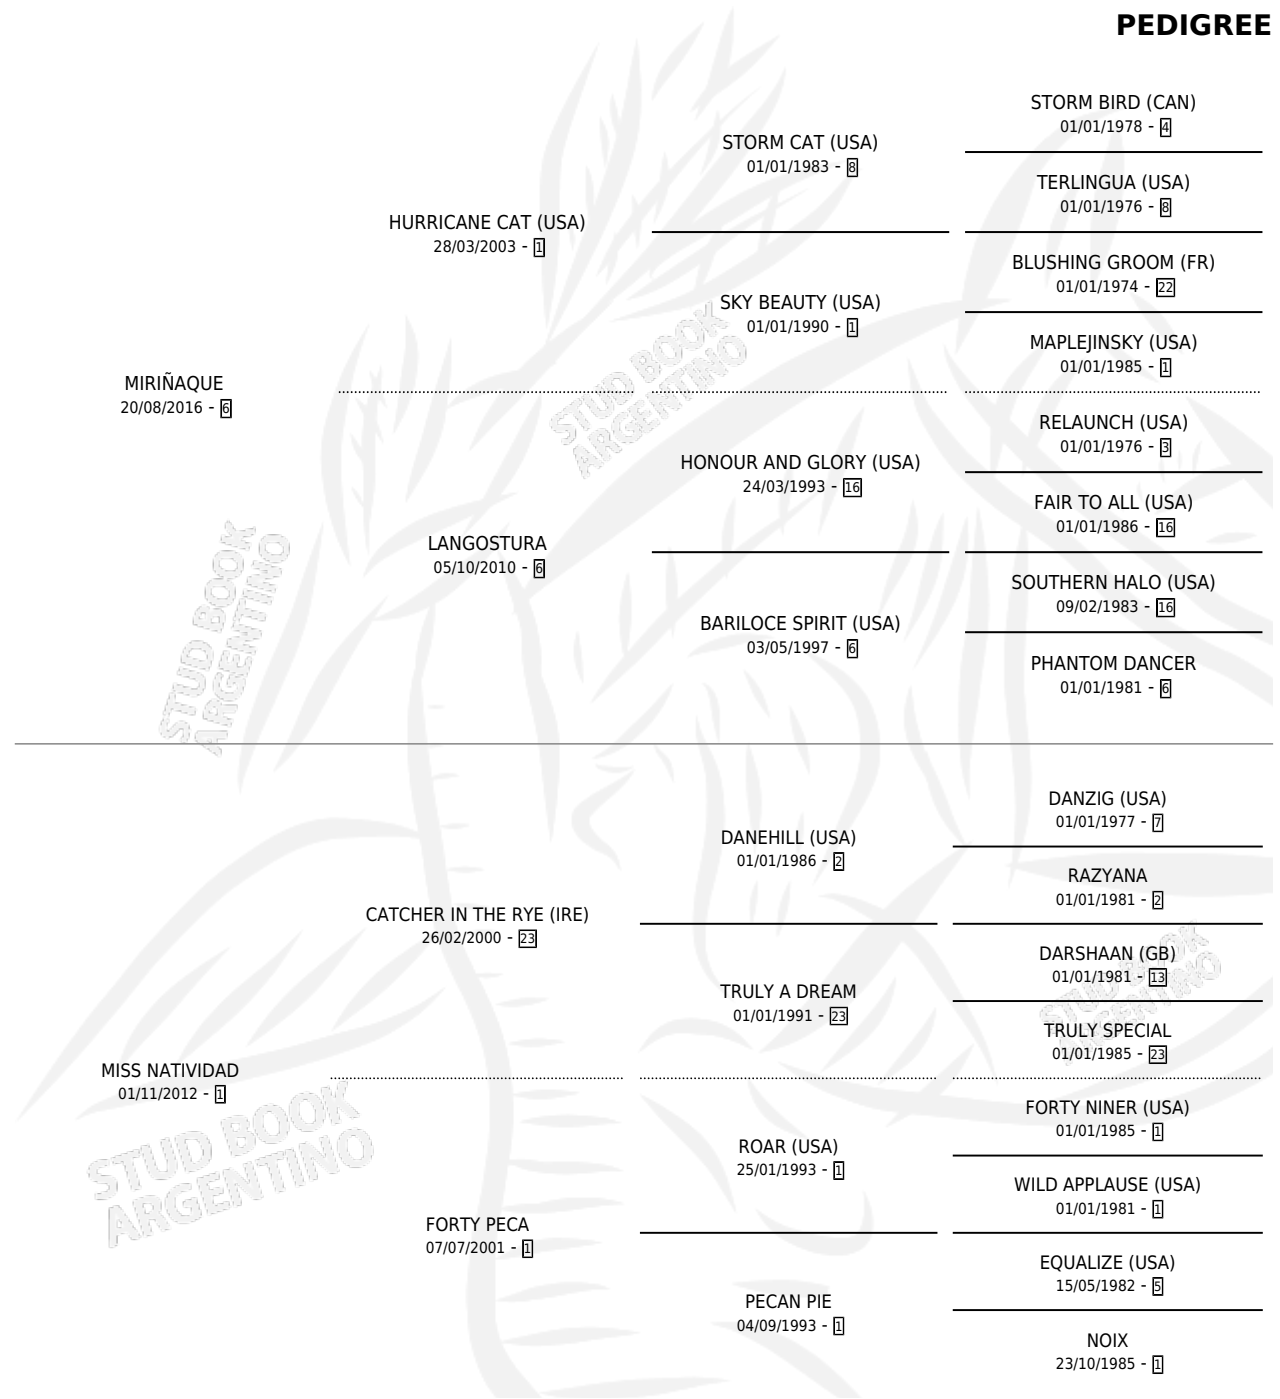 PEDIGREE
STORM BIRD (CAN)
01/01/1978 - 4
STORM CAT (USA)
01/01/1983 - 8
TERLINGUA (USA)
01/01/1976 - 8
HURRICANE CAT (USA)
28/03/2003 - 1
BLUSHING GROOM (FR)
01/01/1974 - 22
SKY BEAUTY (USA)
01/01/1990 - 1
MAPLEJINSKY (USA)
01/01/1985 - 1
MIRIÑAQUE
20/08/2016 - 6
RELAUNCH (USA)
01/01/1976 - 3
HONOUR AND GLORY (USA)
24/03/1993 - 16
FAIR TO ALL (USA)
01/01/1986 - 16
LANGOSTURA
05/10/2010 - 6
SOUTHERN HALO (USA)
09/02/1983 - 16
BARILOCE SPIRIT (USA)
03/05/1997 - 6
PHANTOM DANCER
01/01/1981 - 6
DANZIG (USA)
01/01/1977 - 7
DANEHILL (USA)
01/01/1986 - 2
RAZYANA
01/01/1981 - 2
CATCHER IN THE RYE (IRE)
26/02/2000 - 23
DARSHAAN (GB)
01/01/1981 - 13
TRULY A DREAM
01/01/1991 - 23
TRULY SPECIAL
01/01/1985 - 23
MISS NATIVIDAD
01/11/2012 - 1
FORTY NINER (USA)
01/01/1985 - 1
ROAR (USA)
25/01/1993 - 1
WILD APPLAUSE (USA)
01/01/1981 - 1
FORTY PECA
07/07/2001 - 1
EQUALIZE (USA)
15/05/1982 - 5
PECAN PIE
04/09/1993 - 1
NOIX
23/10/1985 - 1
STUD BOOK
ARGENTINO
STUD BOOK
ARGENTINO
STUD BOOK
ARGENTINO
STUD BOOK
ARGENTINO